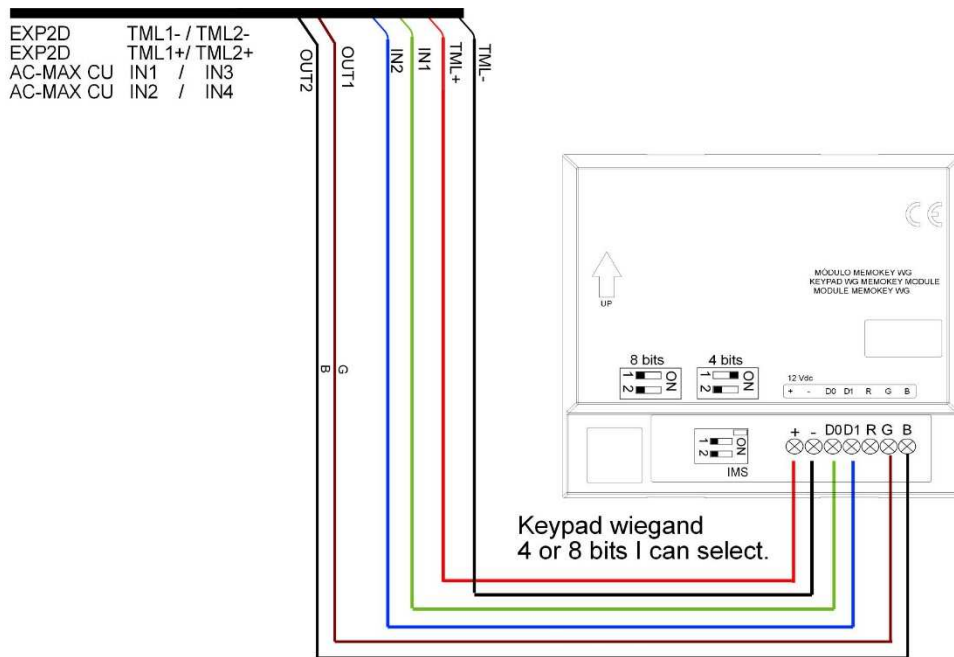 EXP2D TML1- / TML2-
EXP2D TML1+/ TML2+
AC-MAX CU IN1 / IN3
AC-MAX CU IN2 / IN4
OUT2
OUT1
IN2
IN1
TML+
TML-
B
G
CE
MÓDULO MEMOKEY WG
KEYPAD WG MEMOKEY MODULE
MODULE MEMOKEY WG
UP
8 bits
1 2 ON
4 bits
1 2 ON
12 Vdc
+ - D0 D1 R G B
1 2 ON
IMS
+ - D0 D1 R G B
Keypad wiegand
4 or 8 bits I can select.